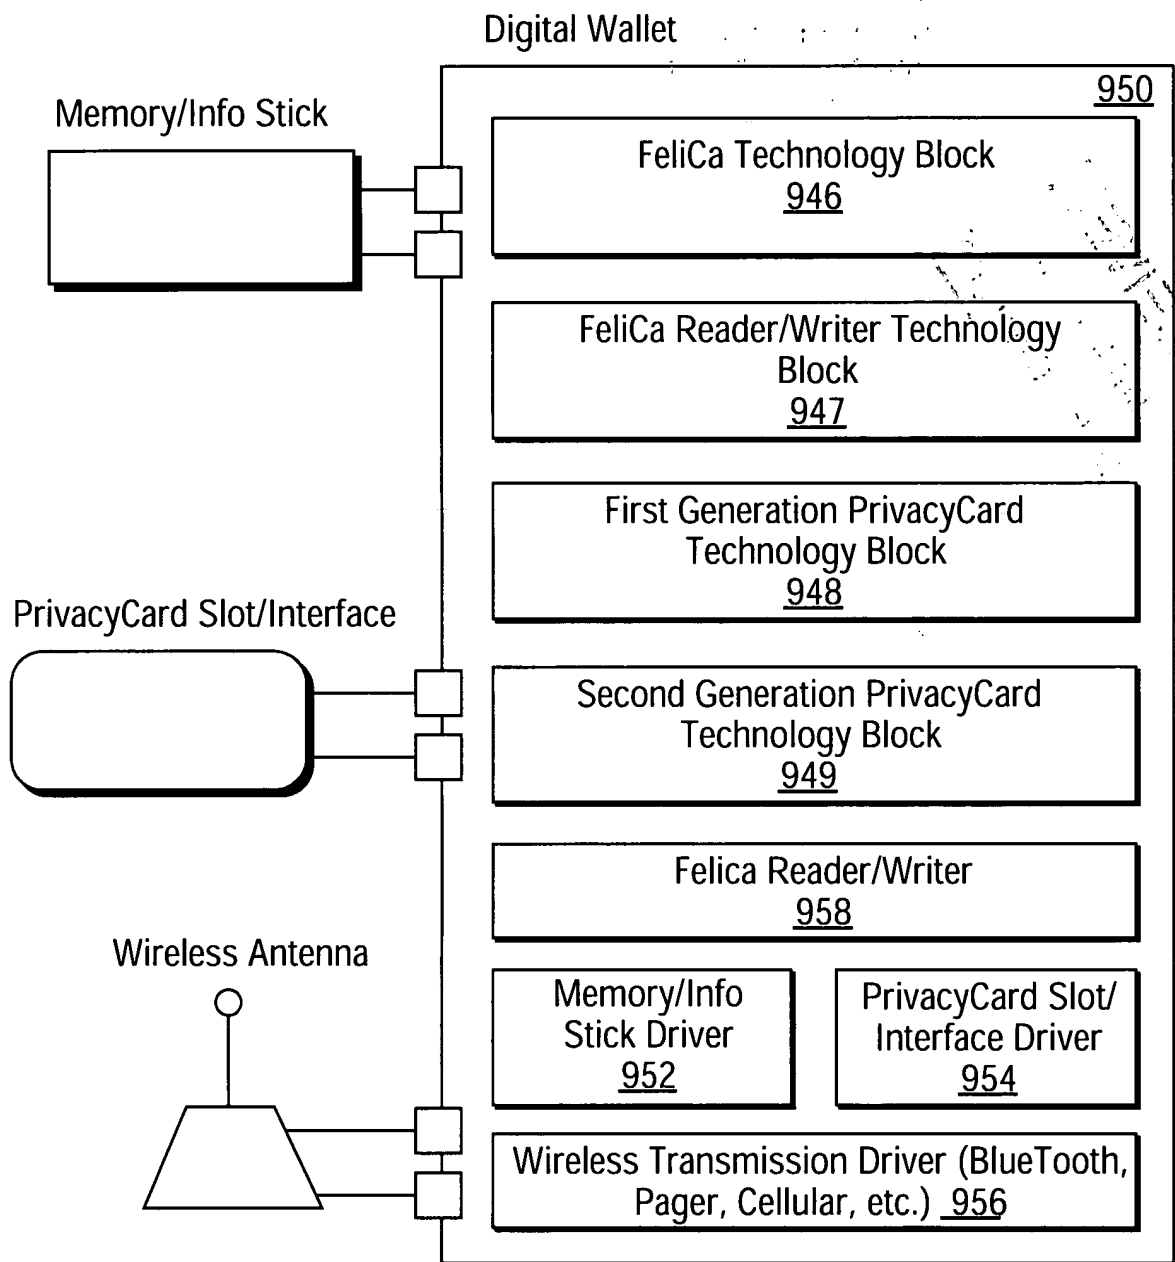 Digital Wallet
950
Memory/Info Stick
FeliCa Technology Block
946
FeliCa Reader/Writer Technology
Block
947
First Generation PrivacyCard
Technology Block
948
PrivacyCard Slot/Interface
Second Generation PrivacyCard
Technology Block
949
Felica Reader/Writer
958
Wireless Antenna
Memory/Info
Stick Driver
952
PrivacyCard Slot/
Interface Driver
954
Wireless Transmission Driver (BlueTooth,
Pager, Cellular, etc.) 956